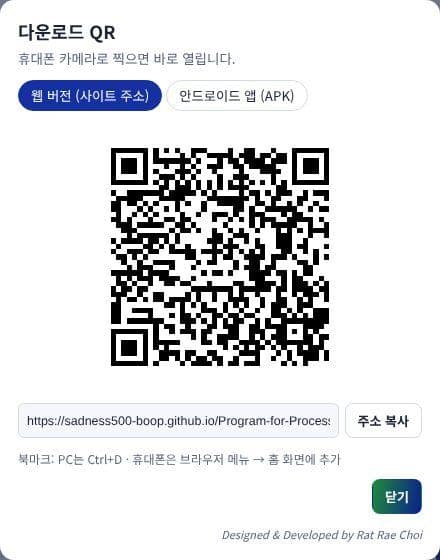 다운로드 QR
휴대폰 카메라로 찍으면 바로 열립니다.
웹 버전 (사이트 주소) 안드로이드 앱 (APK)
https://sadness500-boop.github.io/Program-for-Process 주소 복사
북마크: PC는 Ctrl+D · 휴대폰은 브라우저 메뉴 → 홈 화면에 추가
닫기
Designed & Developed by Rat Rae Choi